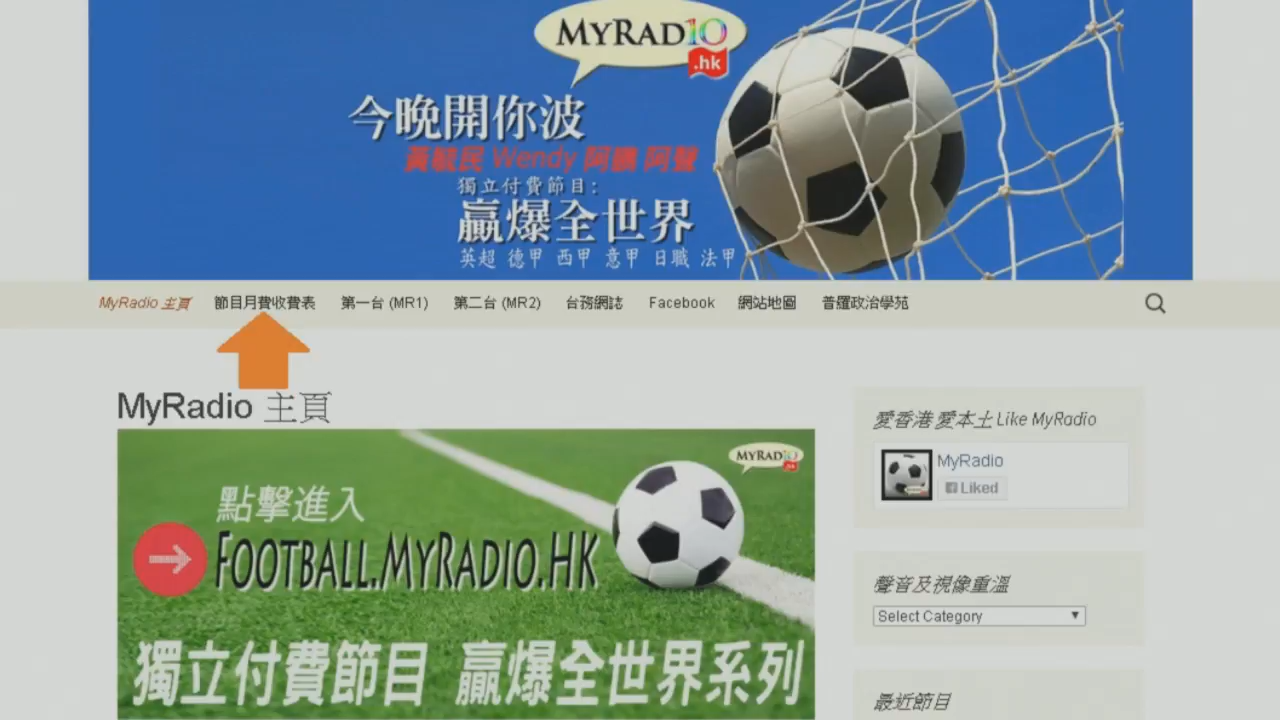 MYRAD1O
.hk
今晚開你波
黃毓民 Wendy 阿鵬 阿聲
獨立付費節目:
贏爆全世界
英超 德甲 西甲 意甲 日職 法甲
MyRadio 主頁 節目月費收費表 第一台 (MR1) 第二台 (MR2) 台務網誌 Facebook 網站地圖 普羅政治學苑
MyRadio 主頁
MYRADIO
點擊進入
FOOTBALL.MYRADIO.HK
獨立付費節目 贏爆全世界系列
愛香港 愛本土 Like MyRadio
MyRadio
Liked
聲音及視像重溫
Select Category
最近節目